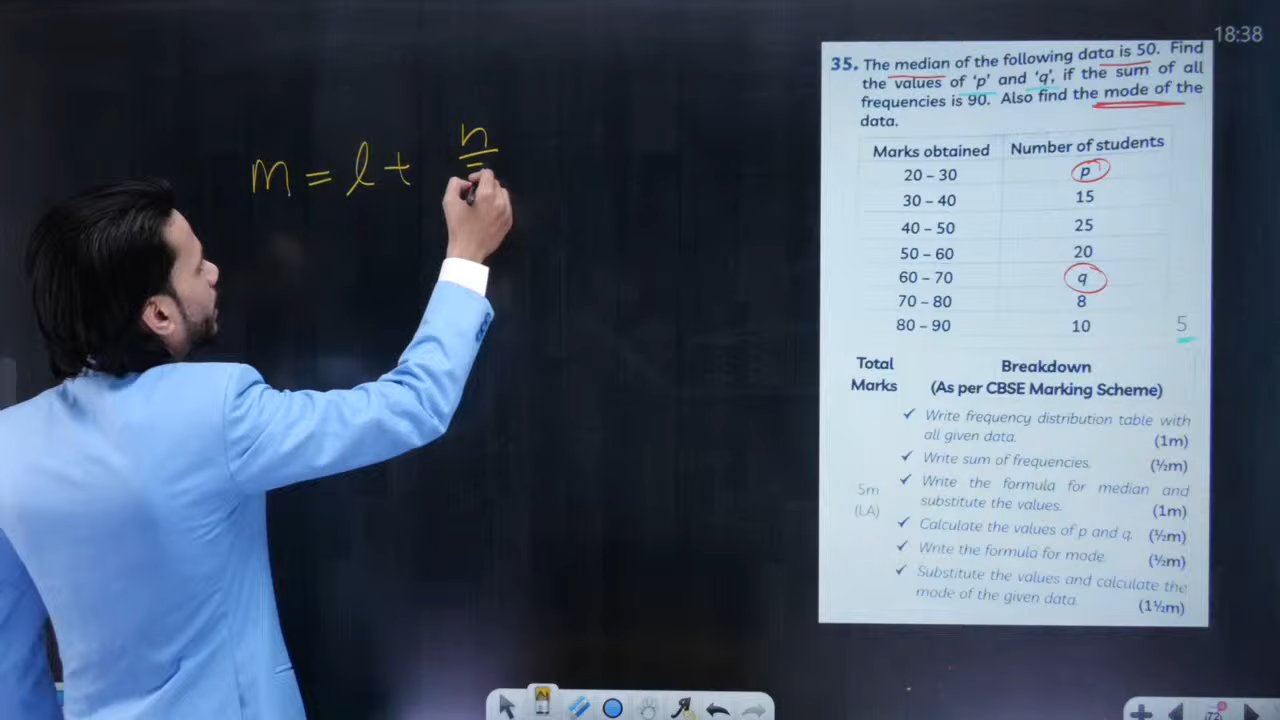 18:38
m = l + n
35. The median of the following data is 50. Find
the values of 'p' and 'q', if the sum of all
frequencies is 90. Also find the mode of the
data.
Marks obtained Number of students
20 – 30 p
30 – 40 15
40 – 50 25
50 – 60 20
60 – 70 q
70 – 80 8
80 – 90 10
5
Total Marks
Breakdown
(As per CBSE Marking Scheme)
5m
(LA)
✓ Write frequency distribution table with
all given data. (1m)
✓ Write sum of frequencies. (½m)
✓ Write the formula for median and
substitute the values. (1m)
✓ Calculate the values of p and q. (½m)
✓ Write the formula for mode. (½m)
✓ Substitute the values and calculate the
mode of the given data. (1½m)
72